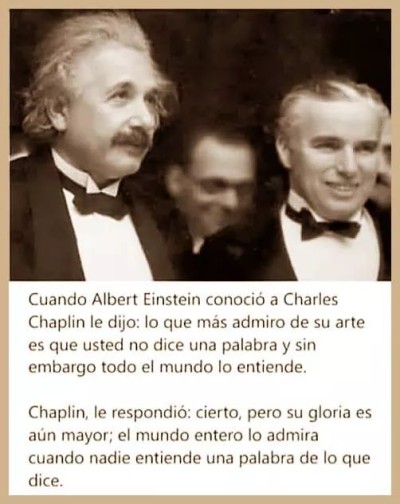 Cuando Albert Einstein conoció a Charles
Chaplin le dijo: lo que más admiro de su arte
es que usted no dice una palabra y sin
embargo todo el mundo lo entiende.
Chaplin, le respondió: cierto, pero su gloria es
aún mayor; el mundo entero lo admira
cuando nadie entiende una palabra de lo que
dice.